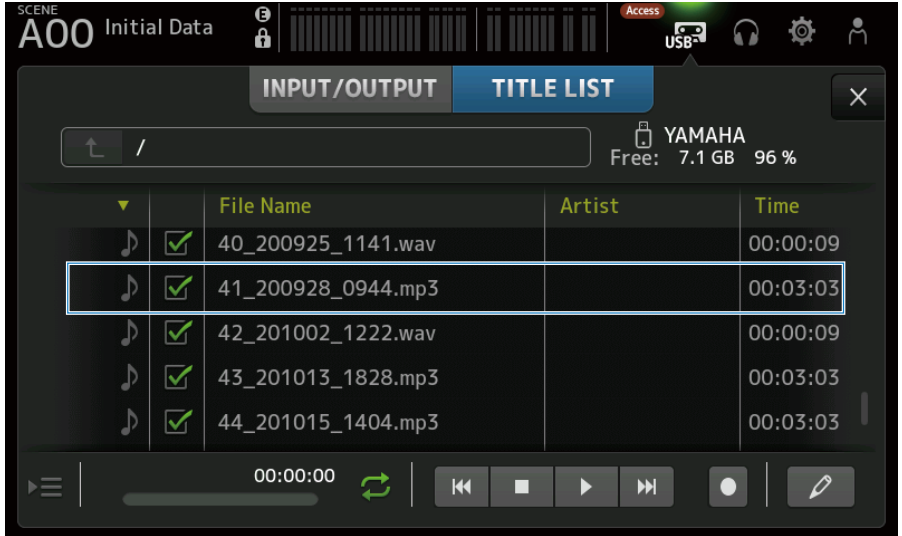 SCENE
A00 Initial Data
E
Access
USB
INPUT/OUTPUT TITLE LIST
/
YAMAHA
Free: 7.1 GB 96 %
File Name Artist Time
40_200925_1141.wav 00:00:09
41_200928_0944.mp3 00:03:03
42_201002_1222.wav 00:00:09
43_201013_1828.mp3 00:03:03
44_201015_1404.mp3 00:03:03
00:00:00